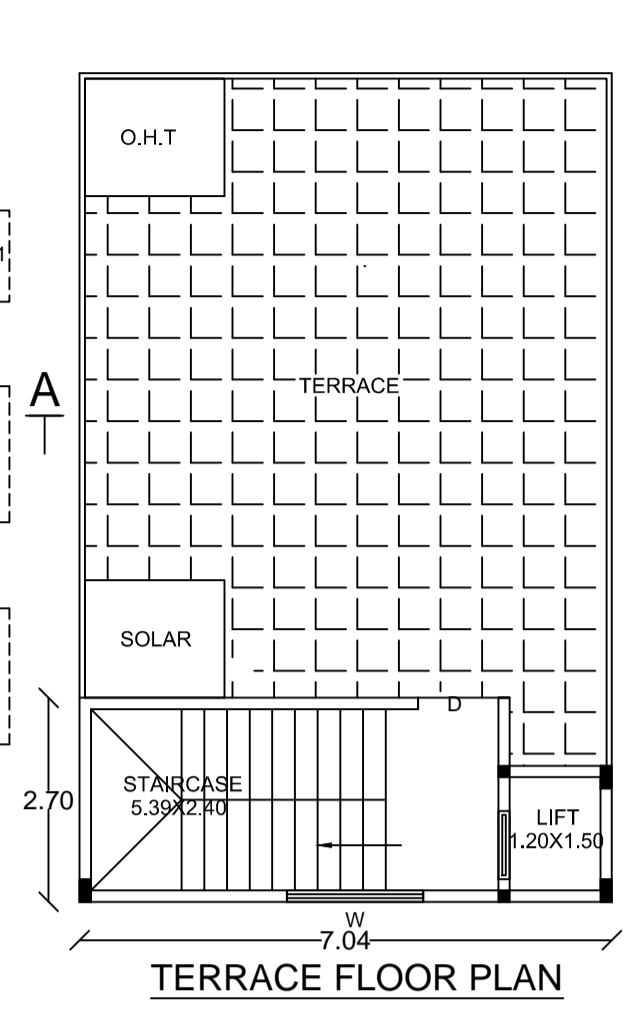 O.H.T
TERRACE
A
SOLAR
D
2.70
STAIRCASE
5.39X2.40
LIFT
1.20X1.50
W
7.04
TERRACE FLOOR PLAN